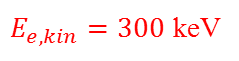 E_{e,kin} = 300 keV